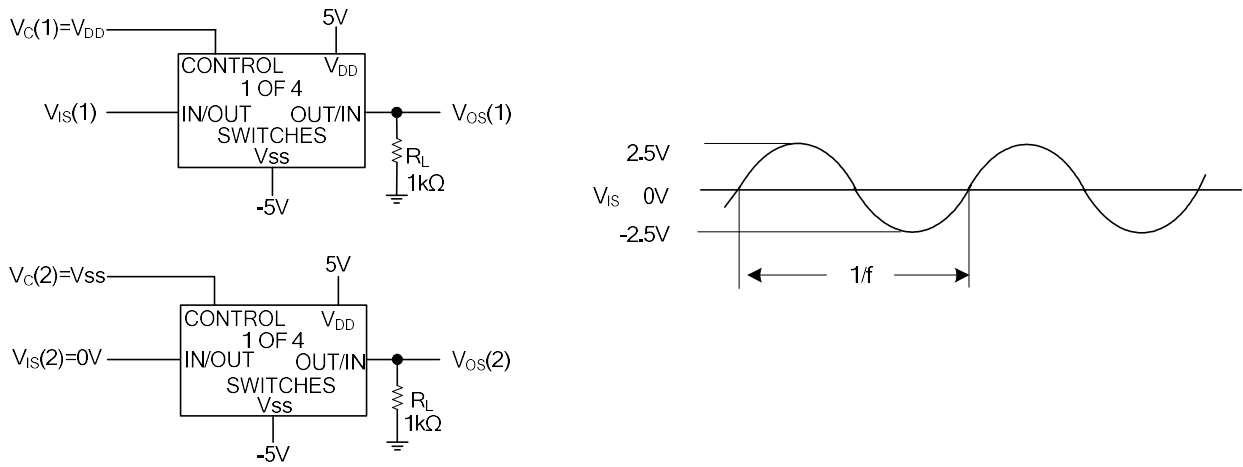 V_C(1)=V_DD
5V
CONTROL V_DD
1 OF 4
V_IS(1) IN/OUT OUT/IN V_OS(1)
SWITCHES
Vss
R_L
1kΩ
-5V
V_C(2)=Vss
5V
CONTROL V_DD
1 OF 4
V_IS(2)=0V IN/OUT OUT/IN V_OS(2)
SWITCHES
Vss
R_L
1kΩ
-5V
2.5V
V_IS 0V
-2.5V
1/f